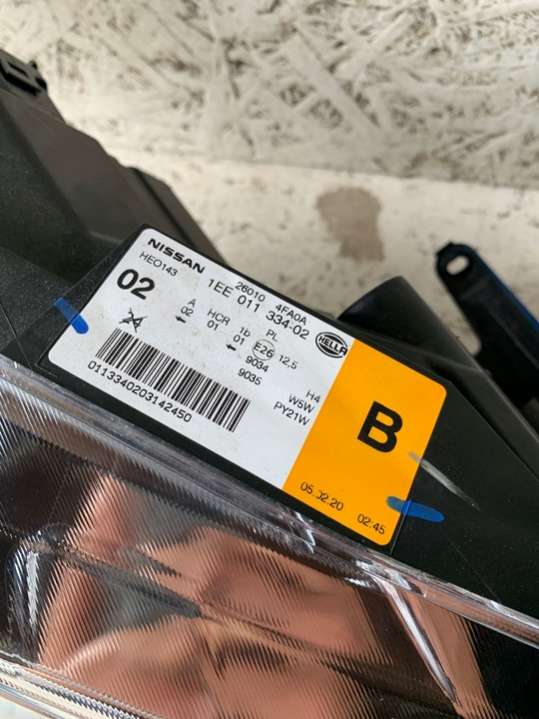 NISSAN 26010 4FA0A
HEO143 1EE 011 334-02
02
HELLA
A HCR 1b PL
02 01 01 E26 12,5
9034
9035
H4
W5W
PY21W
0113340203142450
B
05.02.20 02:45